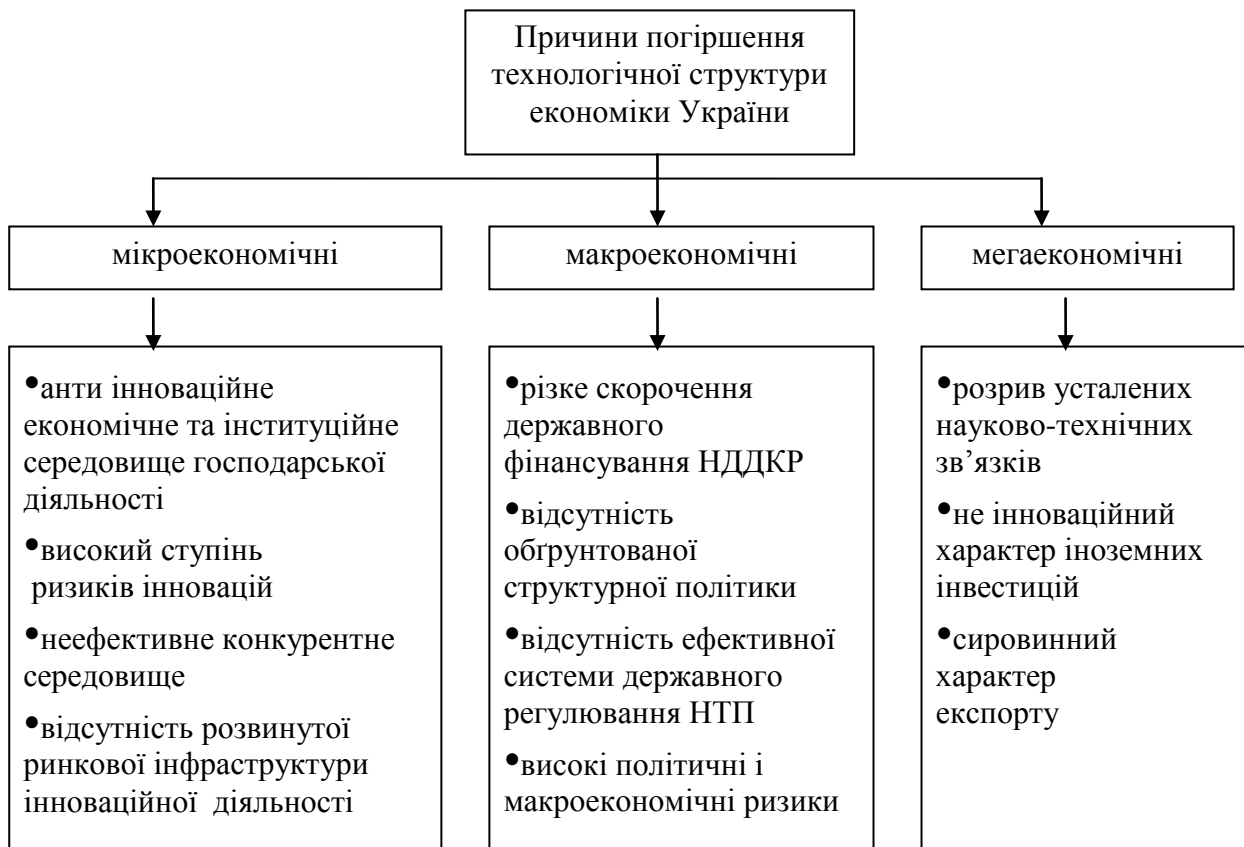 Причини погіршення
технологічної структури
економіки України
мікроекономічні
макроекономічні
мегаекономічні
•анти інноваційне
економічне та інституційне
середовище господарської
діяльності
•високий ступінь
ризиків інновацій
•неефективне конкурентне
середовище
•відсутність розвинутої
ринкової інфраструктури
інноваційної діяльності
•різке скорочення
державного
фінансування НДДКР
•відсутність
обґрунтованої
структурної політики
•відсутність ефективної
системи державного
регулювання НТП
•високі політичні і
макроекономічні ризики
•розрив усталених
науково-технічних
зв’язків
•не інноваційний
характер іноземних
інвестицій
•сировинний
характер
експорту